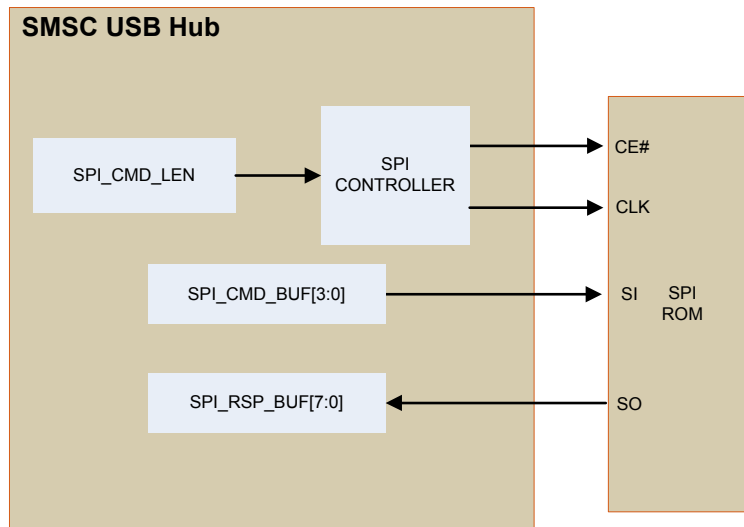 SMSC USB Hub
SPI_CMD_LEN
SPI
CONTROLLER
CE#
CLK
SPI_CMD_BUF[3:0]
SI
SPI
ROM
SPI_RSP_BUF[7:0]
SO